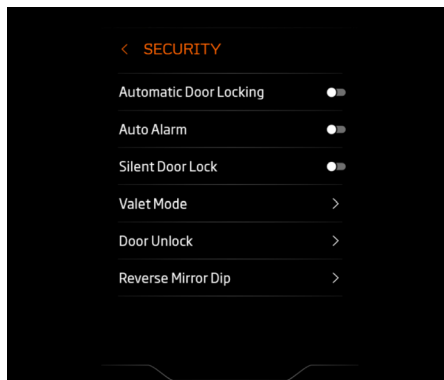 SECURITY
Automatic Door Locking
Auto Alarm
Silent Door Lock
Valet Mode
Door Unlock
Reverse Mirror Dip